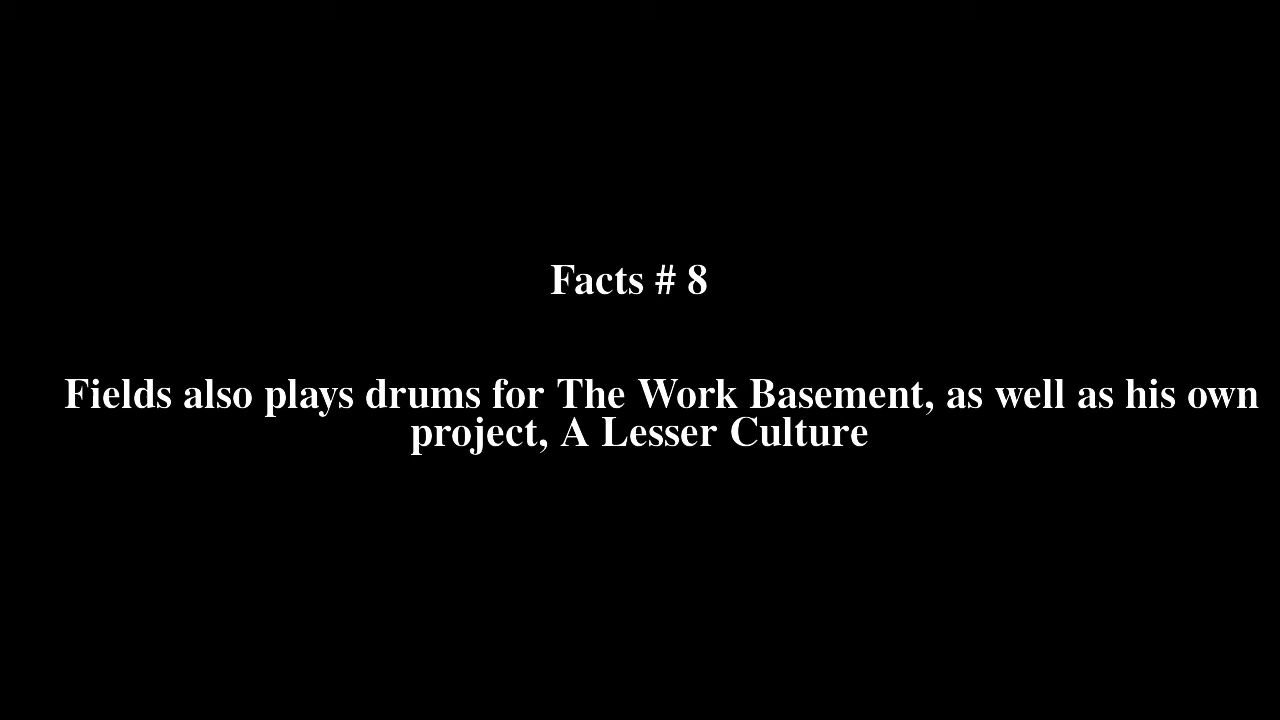 Facts # 8
Fields also plays drums for The Work Basement, as well as his own
project, A Lesser Culture